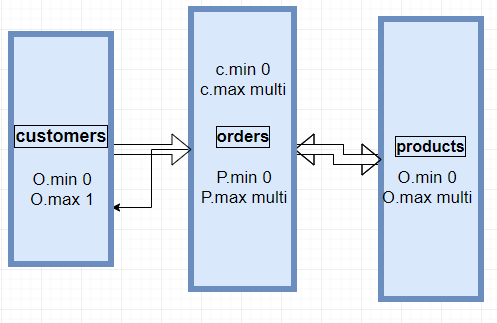 customers
O.min 0
O.max 1
c.min 0
c.max multi
orders
P.min 0
P.max multi
products
O.min 0
O.max multi